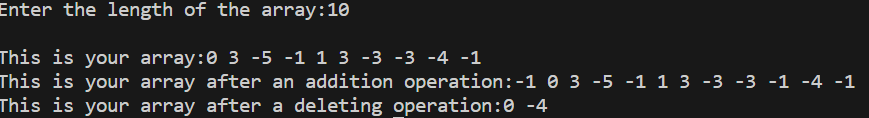 Enter the length of the array:10
This is your array:0 3 -5 -1 1 3 -3 -3 -4 -1
This is your array after an addition operation:-1 0 3 -5 -1 1 3 -3 -3 -1 -4 -1
This is your array after a deleting operation:0 -4